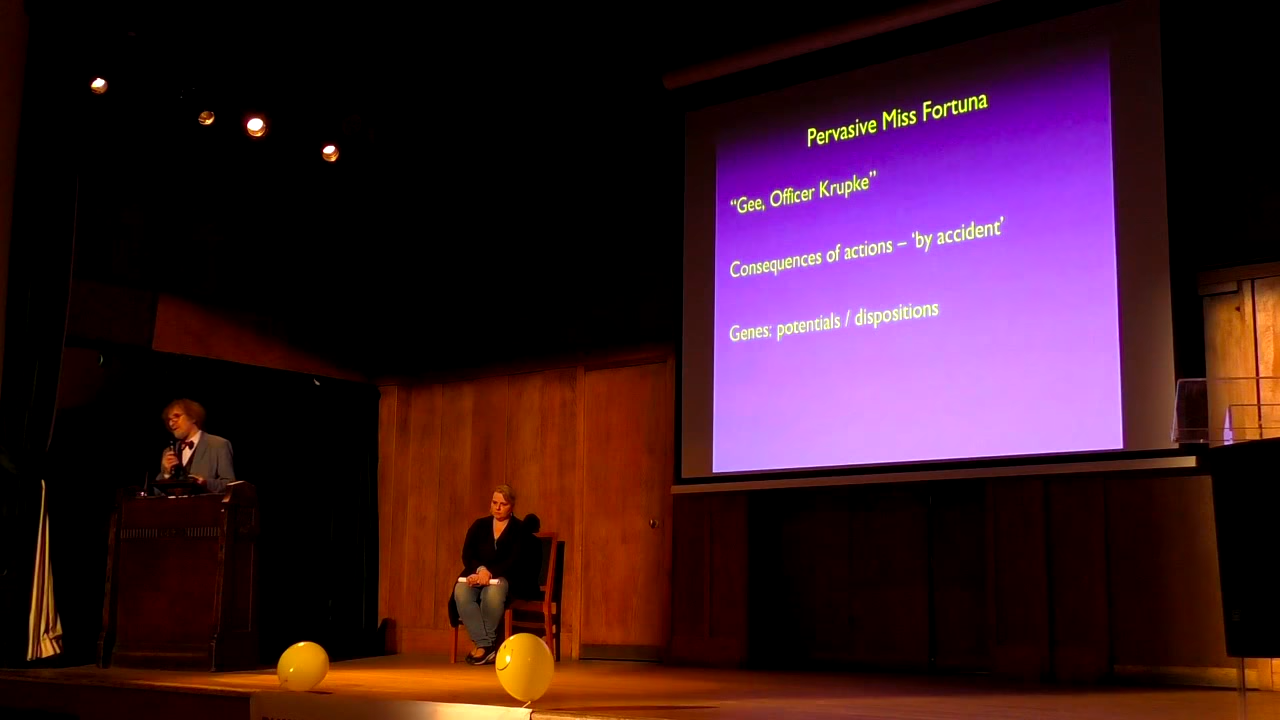 Pervasive Miss Fortuna
“Gee, Officer Krupke”
Consequences of actions – ‘by accident’
Genes: potentials / dispositions